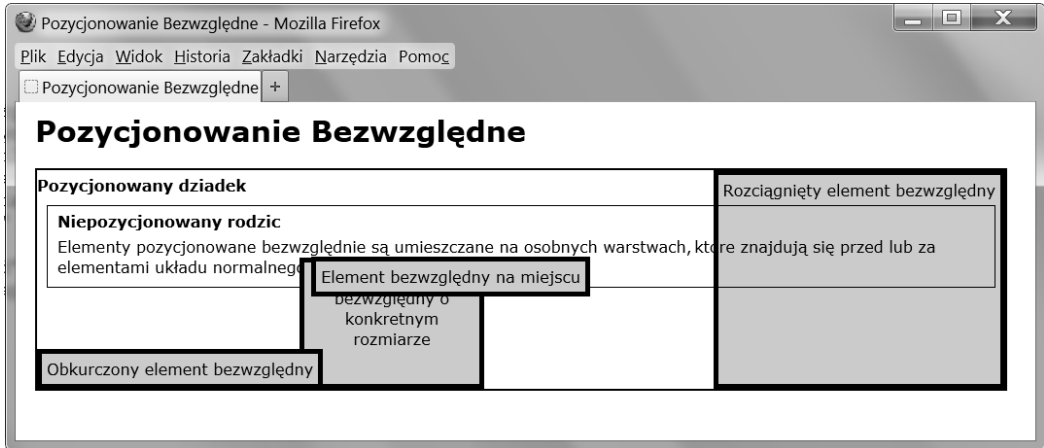 Pozycjonowanie Bezwzględne - Mozilla Firefox
Plik Edycja Widok Historia Zakładki Narzędzia Pomoc
Pozycjonowanie Bezwzględne +
Pozycjonowanie Bezwzględne
Pozycjonowany dziadek
Rozciągnięty element bezwzględny
Niepozycjonowany rodzic
Elementy pozycjonowane bezwzględnie są umieszczane na osobnych warstwach, które znajdują się przed lub za
elementami układu normalnego
Element bezwzględny na miejscu
bezwzględny o
konkretnym
rozmiarze
Obkurczony element bezwzględny